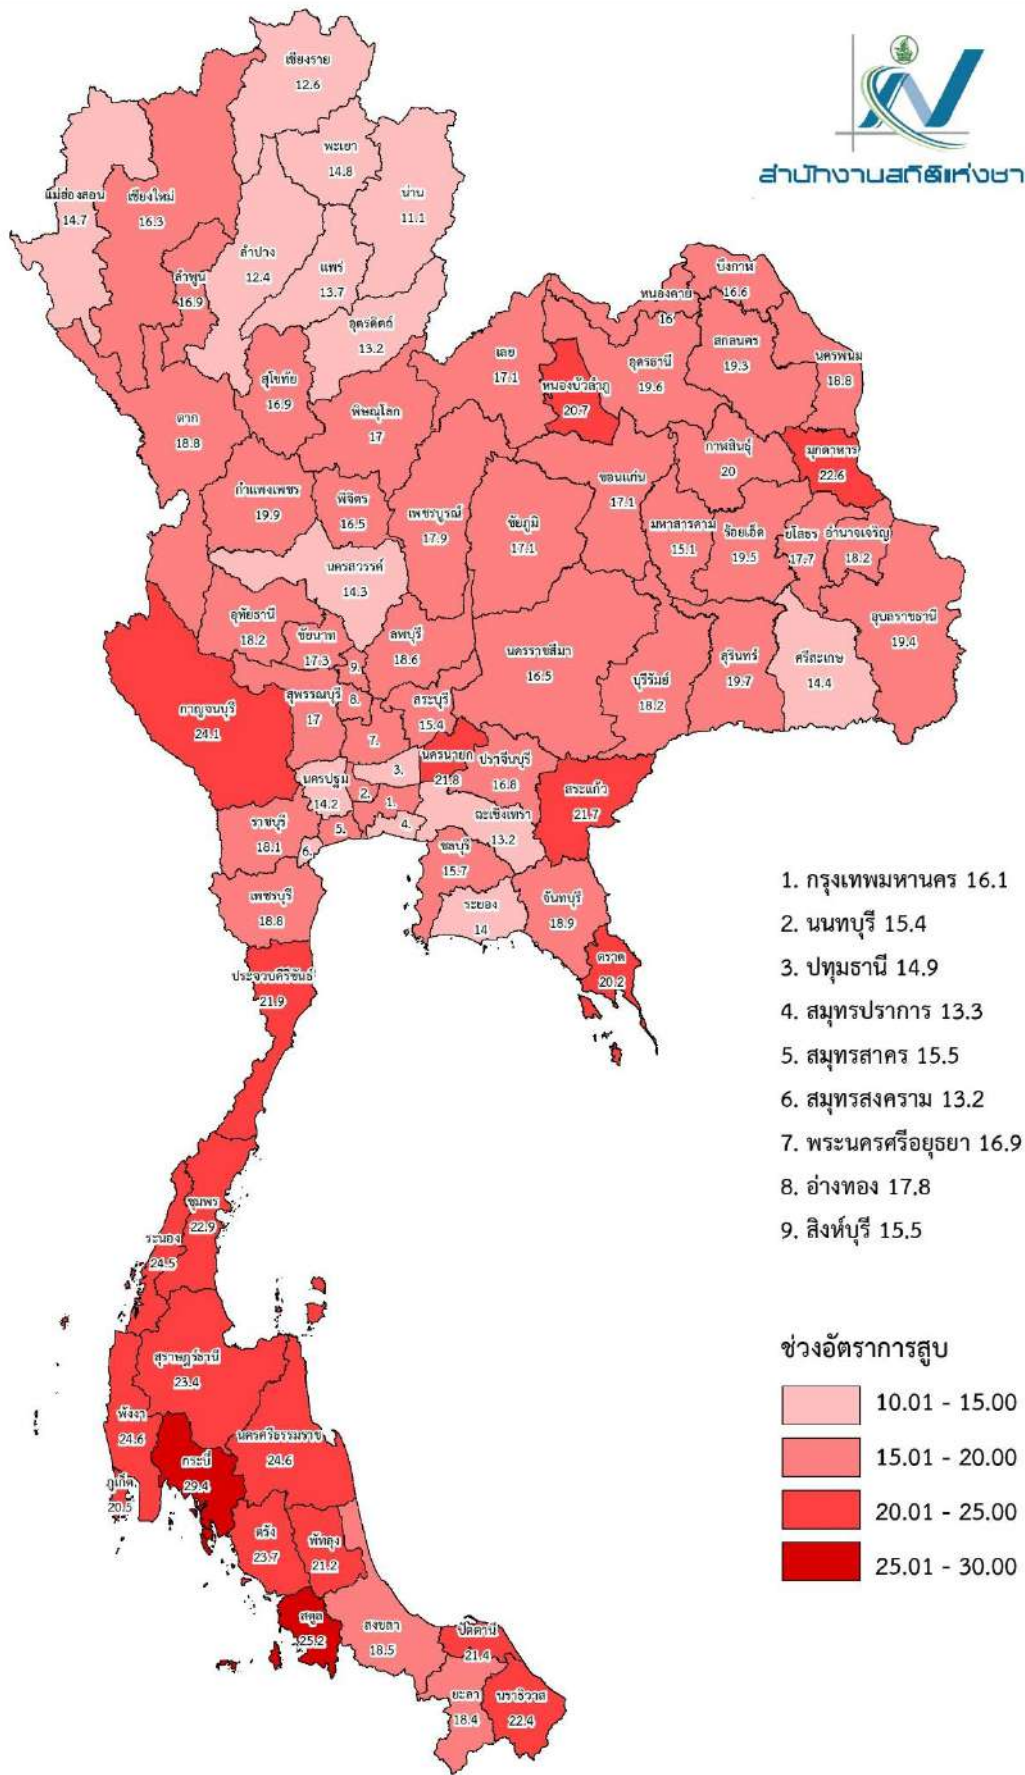 สำนักงานสถิติแห่งชา
เชียงราย
12.6
พะเยา
14.8
น่าน
11.1
แม่ฮ่องสอน
14.7
เชียงใหม่
16.3
ลำปาง
12.4
แพร่
13.7
ลำพูน
16.9
อุตรดิตถ์
13.2
บึงกาฬ
16.6
หนองคาย
16
เลย
17.1
อุดรธานี
19.6
สกลนคร
19.3
นครพนม
18.8
สุโขทัย
16.9
หนองบัวลำภู
20.7
พิษณุโลก
17
ตาก
18.8
กาฬสินธุ์
20
มุกดาหาร
22.6
กำแพงเพชร
19.9
พิจิตร
16.5
เพชรบูรณ์
17.9
ชัยภูมิ
17.1
ขอนแก่น
17.1
มหาสารคาม
15.1
ร้อยเอ็ด
19.5
ยโสธร
17.7
อำนาจเจริญ
18.2
นครสวรรค์
14.3
อุทัยธานี
18.2
ชัยนาท
17.3
ลพบุรี
18.6
นครราชสีมา
16.5
บุรีรัมย์
18.2
สุรินทร์
19.7
ศรีสะเกษ
14.4
อุบลราชธานี
19.4
9.
กาญจนบุรี
24.1
สุพรรณบุรี
17
8.
สระบุรี
15.4
7.
นครนายก
21.8
ปราจีนบุรี
16.8
สระแก้ว
21.7
นครปฐม
14.2
3.
2.
1.
ฉะเชิงเทรา
13.2
4.
ราชบุรี
18.1
5.
6.
ชลบุรี
15.7
เพชรบุรี
18.8
ระยอง
14
จันทบุรี
18.9
ตราด
20.2
ประจวบคีรีขันธ์
21.9
1. กรุงเทพมหานคร 16.1
2. นนทบุรี 15.4
3. ปทุมธานี 14.9
4. สมุทรปราการ 13.3
5. สมุทรสาคร 15.5
6. สมุทรสงคราม 13.2
7. พระนครศรีอยุธยา 16.9
8. อ่างทอง 17.8
9. สิงห์บุรี 15.5
ชุมพร
22.9
ระนอง
24.5
สุราษฎร์ธานี
23.4
พังงา
24.6
นครศรีธรรมราช
24.6
กระบี่
29.4
ภูเก็ต
20.5
ตรัง
23.7
พัทลุง
21.2
สตูล
25.2
สงขลา
18.5
ปัตตานี
21.4
ยะลา
18.4
นราธิวาส
22.4
ช่วงอัตราการสูบ
10.01 - 15.00
15.01 - 20.00
20.01 - 25.00
25.01 - 30.00